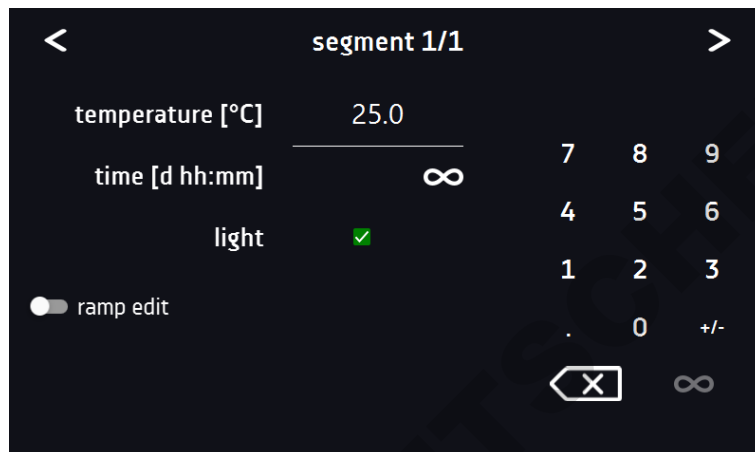 < segment 1/1 >
temperature [°C] 25.0
time [d hh:mm] ∞
light
ramp edit
7 8 9
4 5 6
1 2 3
. 0 +/-
∞